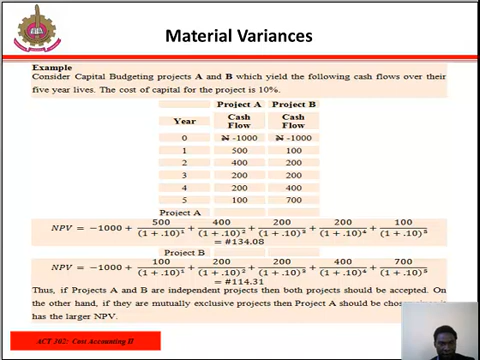 Material Variances
Example
Consider Capital Budgeting projects A and B which yield the following cash flows over their
five year lives. The cost of capital for the project is 10%.
Project A Project B
Year Cash Flow Cash Flow
0 ₦ -1000 ₦ -1000
1 500 100
2 400 200
3 200 200
4 200 400
5 100 700
Project A
NPV = −1000 + 500/(1 + .10)¹ + 400/(1 + .10)² + 200/(1 + .10)³ + 200/(1 + .10)⁴ + 100/(1 + .10)⁵
= #134.08
Project B
NPV = −1000 + 100/(1 + .10)¹ + 200/(1 + .10)² + 200/(1 + .10)³ + 400/(1 + .10)⁴ + 700/(1 + .10)⁵
= #114.31
Thus, if Projects A and B are independent projects then both projects should be accepted. On
the other hand, if they are mutually exclusive projects then Project A should be it
has the larger NPV.
ACT 302: Cost Accounting II